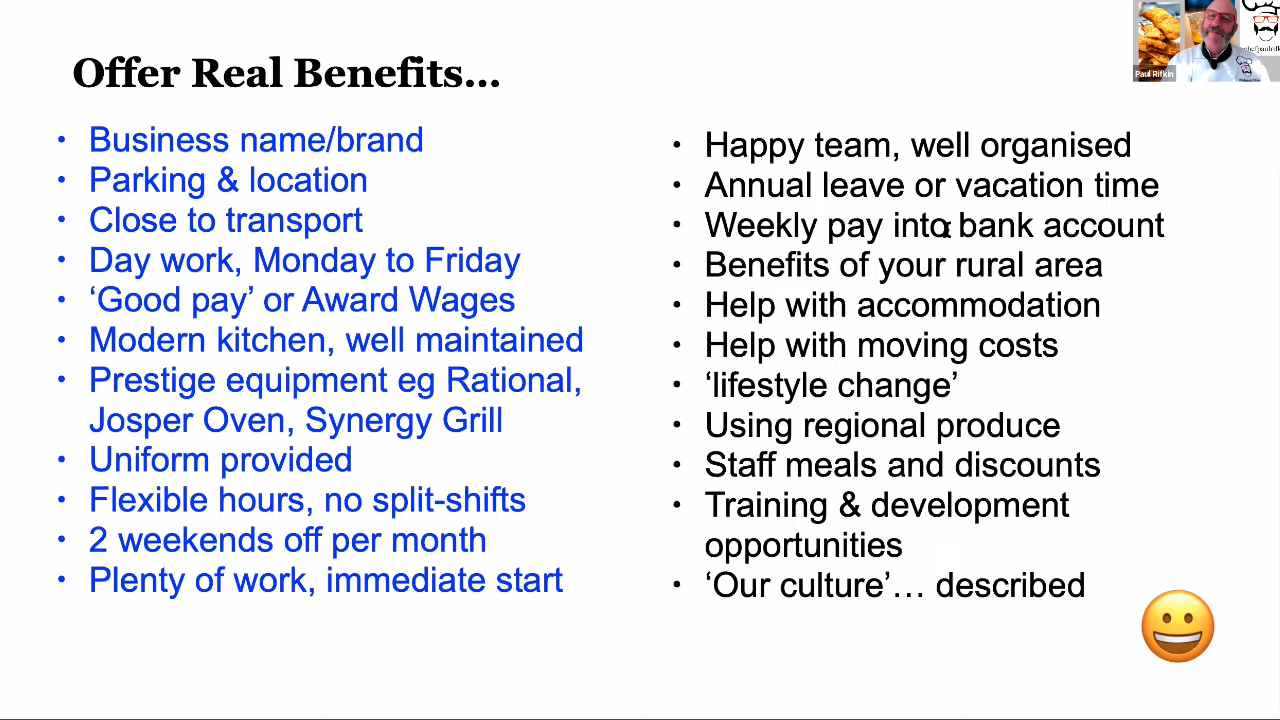 Offer Real Benefits...
• Business name/brand
• Parking & location
• Close to transport
• Day work, Monday to Friday
• ‘Good pay’ or Award Wages
• Modern kitchen, well maintained
• Prestige equipment eg Rational,
Josper Oven, Synergy Grill
• Uniform provided
• Flexible hours, no split-shifts
• 2 weekends off per month
• Plenty of work, immediate start
• Happy team, well organised
• Annual leave or vacation time
• Weekly pay into bank account
• Benefits of your rural area
• Help with accommodation
• Help with moving costs
• ‘lifestyle change’
• Using regional produce
• Staff meals and discounts
• Training & development
opportunities
• ‘Our culture’… described
Paul Rifkin